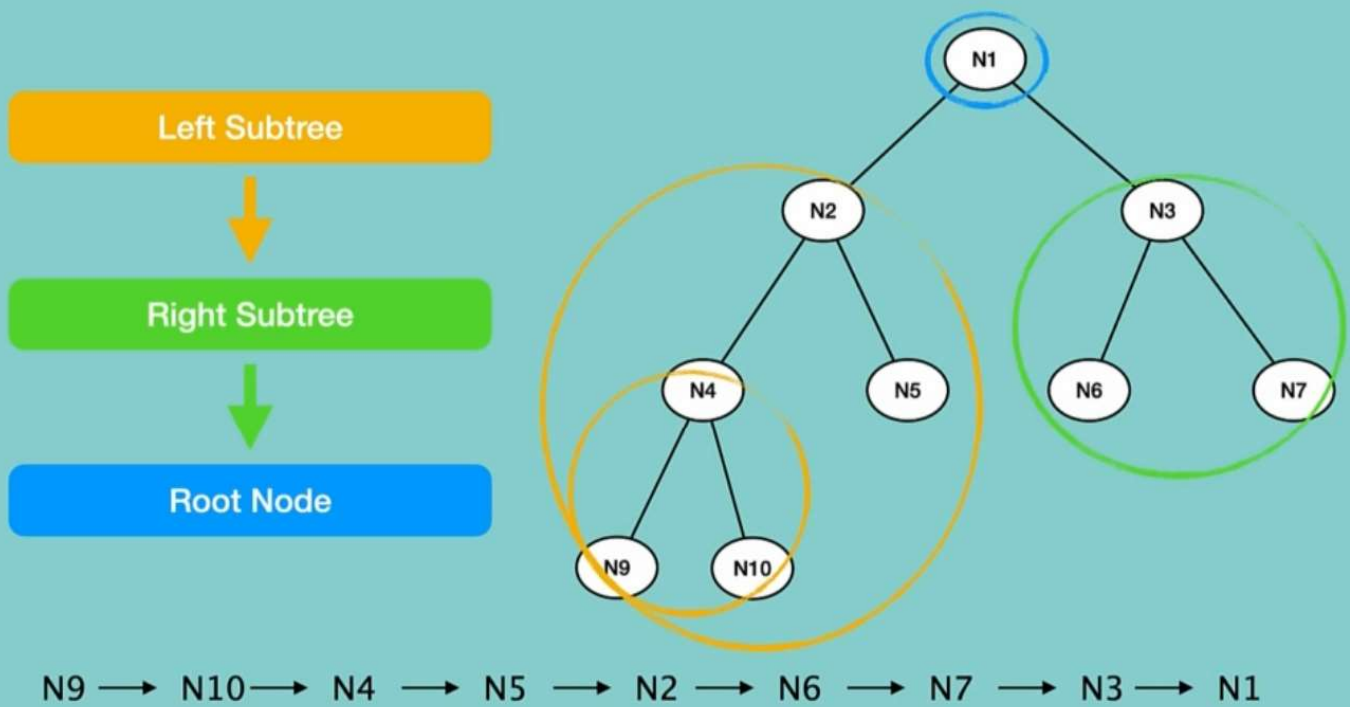 Left Subtree
Right Subtree
Root Node
N1
N2
N3
N4
N5
N6
N7
N9
N10
N9 → N10 → N4 → N5 → N2 → N6 → N7 → N3 → N1